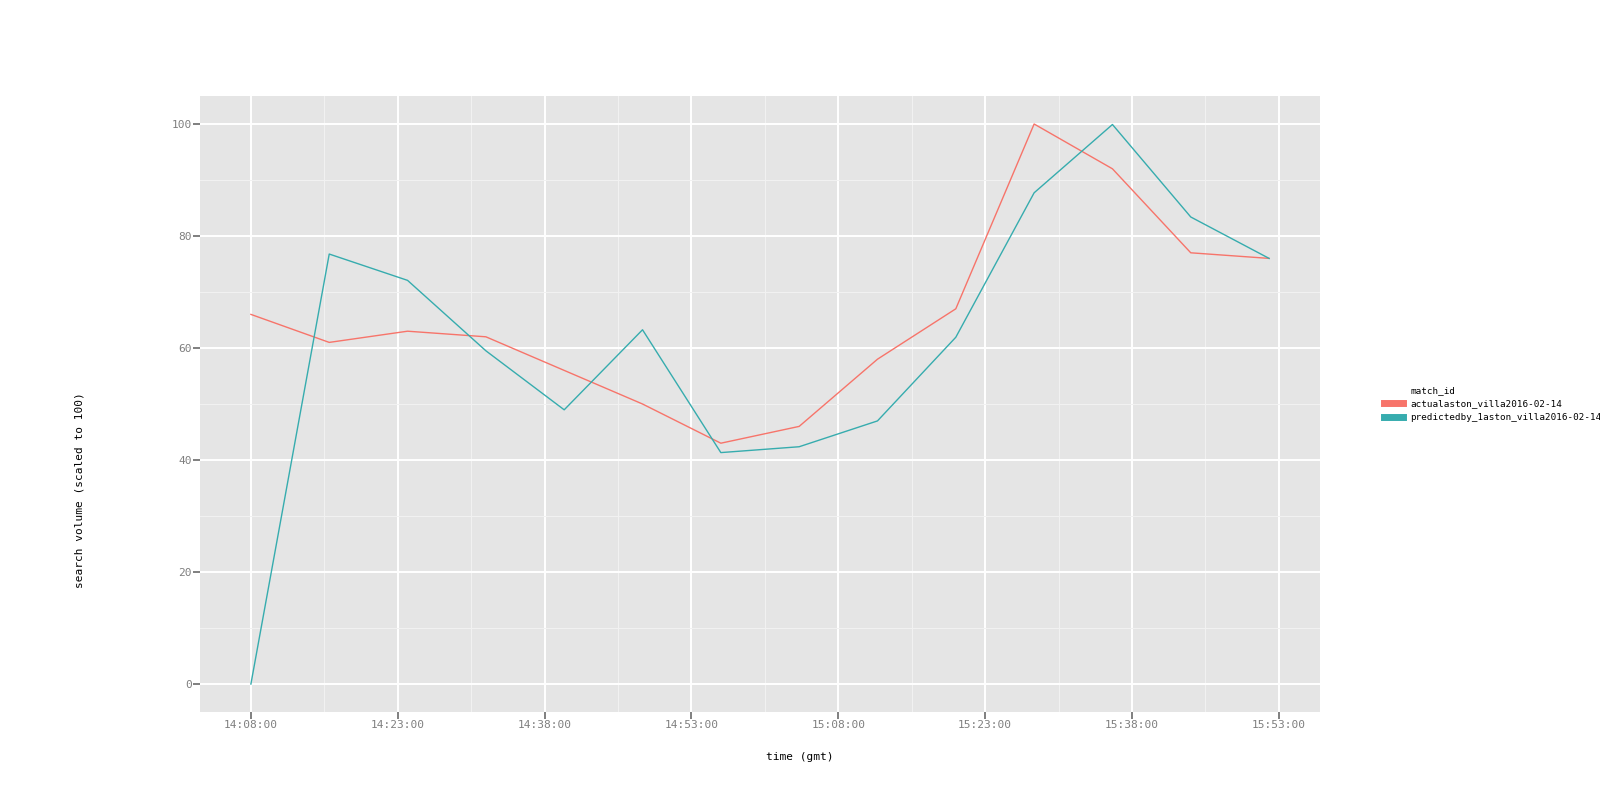 100
80
60
40
20
0
search volume (scaled to 100)
14:08:00 14:23:00 14:38:00 14:53:00 15:08:00 15:23:00 15:38:00 15:53:00
time (gmt)
match_id
actualaston_villa2016-02-14
predictedby_1aston_villa2016-02-14